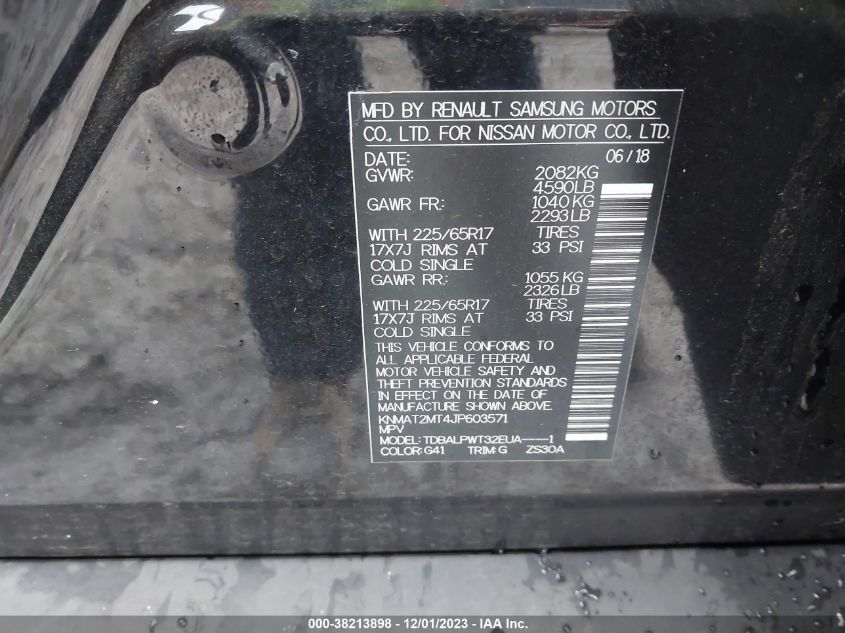 MFD BY RENAULT SAMSUNG MOTORS
CO., LTD. FOR NISSAN MOTOR CO., LTD.
DATE: 06/18
GVWR: 2082KG
4590LB
GAWR FR: 1040KG
2293LB
WITH 225/65R17 TIRES
17X7J RIMS AT 33 PSI
COLD SINGLE
GAWR RR: 1055 KG
2326LB
WITH 225/65R17 TIRES
17X7J RIMS AT 33 PSI
COLD SINGLE
THIS VEHICLE CONFORMS TO
ALL APPLICABLE FEDERAL
MOTOR VEHICLE SAFETY AND
THEFT PREVENTION STANDARDS
IN EFFECT ON THE DATE OF
MANUFACTURE SHOWN ABOVE.
KNMAT2MT4JP603571
MPV
MODEL: TDBALPWT32EUA----1
COLOR:G41 TRIM:G ZS30A
000-38213898 - 12/01/2023 - IAA Inc.